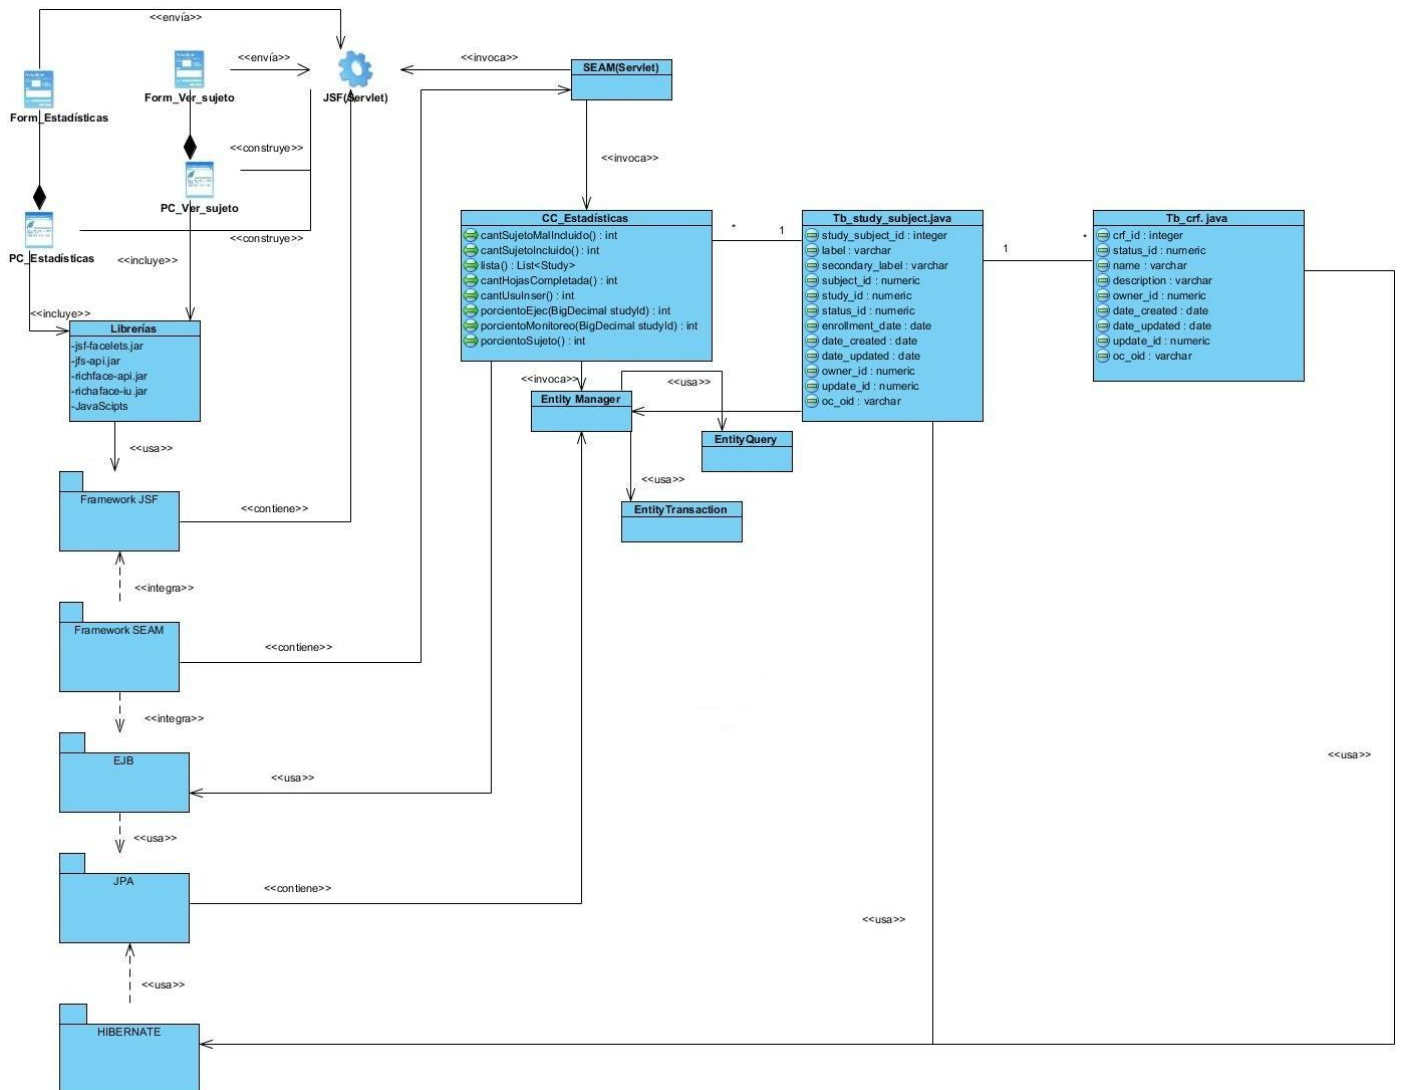 <<envía>>
<<envía>>
<<invoca>>
SEAM(Servlet)
Form_Ver_sujeto
JSF(Servlet)
Form_Estadísticas
<<construye>>
<<invoca>>
PC_Ver_sujeto
<<construye>>
PC_Estadísticas
<<incluye>>
<<incluye>>
CC_Estadísticas
cantSujetoMalIncluido() : int
cantSujetoIncluido() : int
lista() : List<Study>
cantHojasCompletada() : int
cantUsuInser() : int
porcientoEjec(BigDecimal studyId) : int
porcientoMonitoreo(BigDecimal studyId) : int
porcientoSujeto() : int
*
1
Tb_study_subject.java
study_subject_id : integer
label : varchar
secondary_label : varchar
subject_id : numeric
study_id : numeric
status_id : numeric
enrollment_date : date
date_created : date
date_updated : date
owner_id : numeric
update_id : numeric
oc_oid : varchar
1
*
Tb_crf. java
crf_id : integer
status_id : numeric
name : varchar
description : varchar
owner_id : numeric
date_created : date
date_updated : date
update_id : numeric
oc_oid : varchar
Librerías
-jsf-facelets.jar
-jfs-api.jar
-richface-api.jar
-richaface-iu.jar
-JavaScipts
<<invoca>>
<<usa>>
Entity Manager
EntityQuery
<<usa>>
<<usa>>
EntityTransaction
Framework JSF
<<contiene>>
<<integra>>
Framework SEAM
<<contiene>>
<<integra>>
EJB
<<usa>>
<<usa>>
<<usa>>
JPA
<<contiene>>
<<usa>>
<<usa>>
HIBERNATE